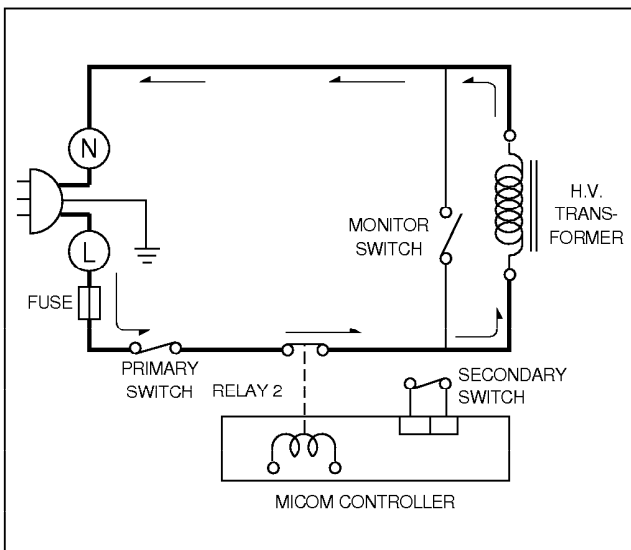 N
H.V.
TRANS-
FORMER
MONITOR
SWITCH
L
FUSE
PRIMARY
SWITCH
RELAY 2
SECONDARY
SWITCH
MICOM CONTROLLER